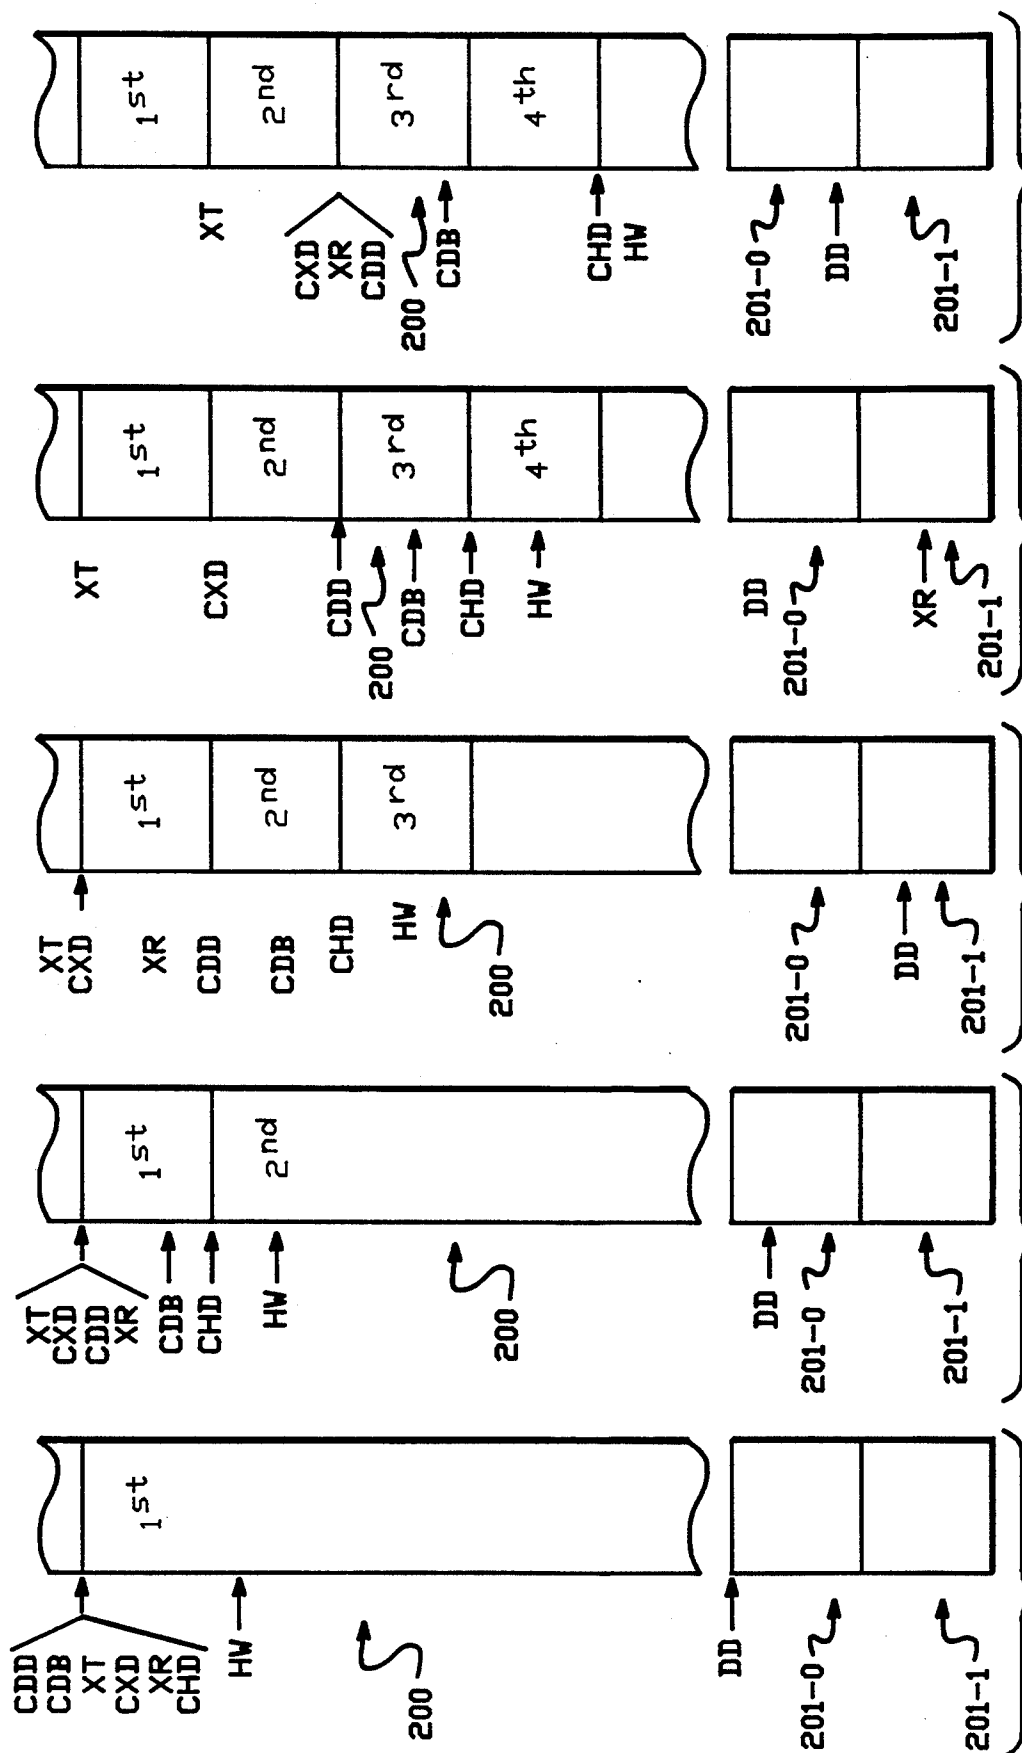 1st
2nd
3rd
4th
XT
CXD
XR
CDD
200
CDB
CHD
HW
201-0
DD
201-1
1st
2nd
3rd
4th
XT
CXD
CDD
200
CDB
CHD
HW
DD
201-0
XR
201-1
1st
2nd
3rd
XT
CXD
XR
CDD
CDB
CHD
HW
200
201-0
DD
201-1
1st
2nd
XT
CXD
CDD
XR
CDB
CHD
HW
200
DD
201-0
201-1
1st
CDD
CDB
XT
CXD
XR
CHD
HW
200
DD
201-0
201-1